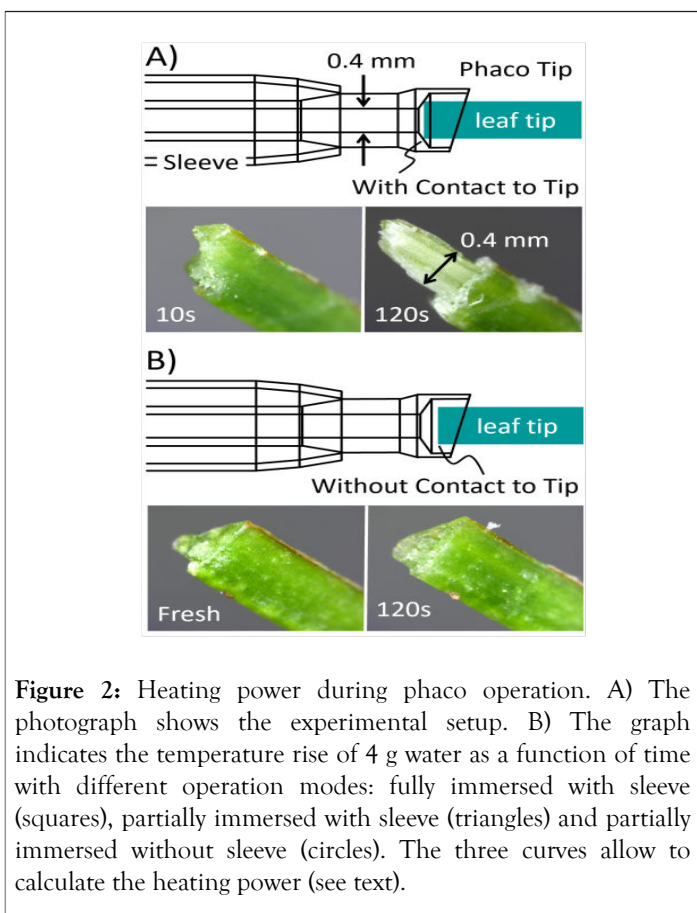 A)
0.4 mm
Phaco Tip
leaf tip
Sleeve
With Contact to Tip
0.4 mm
10s
120s
B)
leaf tip
Without Contact to Tip
Fresh
120s
Figure 2: Heating power during phaco operation. A) The
photograph shows the experimental setup. B) The graph
indicates the temperature rise of 4 g water as a function of time
with different operation modes: fully immersed with sleeve
(squares), partially immersed with sleeve (triangles) and partially
immersed without sleeve (circles). The three curves allow to
calculate the heating power (see text).